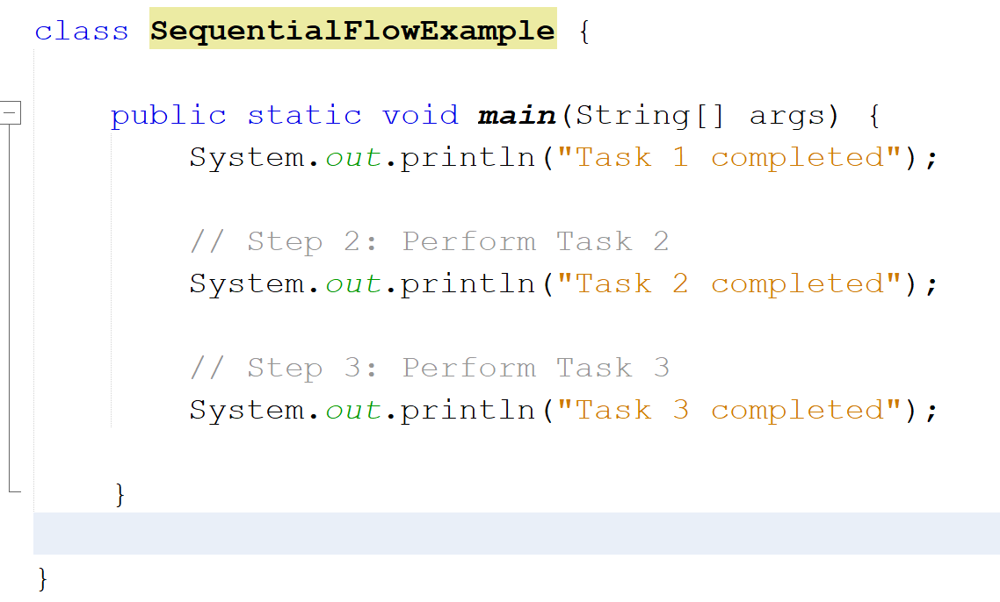 class SequentialFlowExample {
public static void main(String[] args) {
System.out.println("Task 1 completed");
// Step 2: Perform Task 2
System.out.println("Task 2 completed");
// Step 3: Perform Task 3
System.out.println("Task 3 completed");
}
}